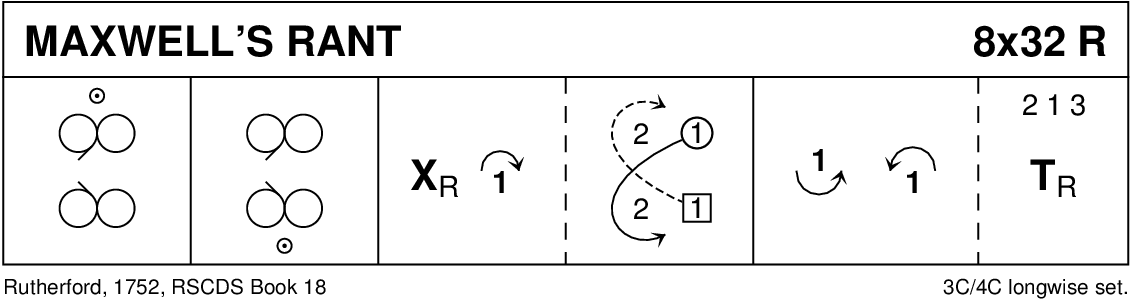 MAXWELL'S RANT 8x32 R
2 1 3
2 1
X R 1 1 1 T R
2 1
Rutherford, 1752, RSCDS Book 18 3C/4C longwise set.